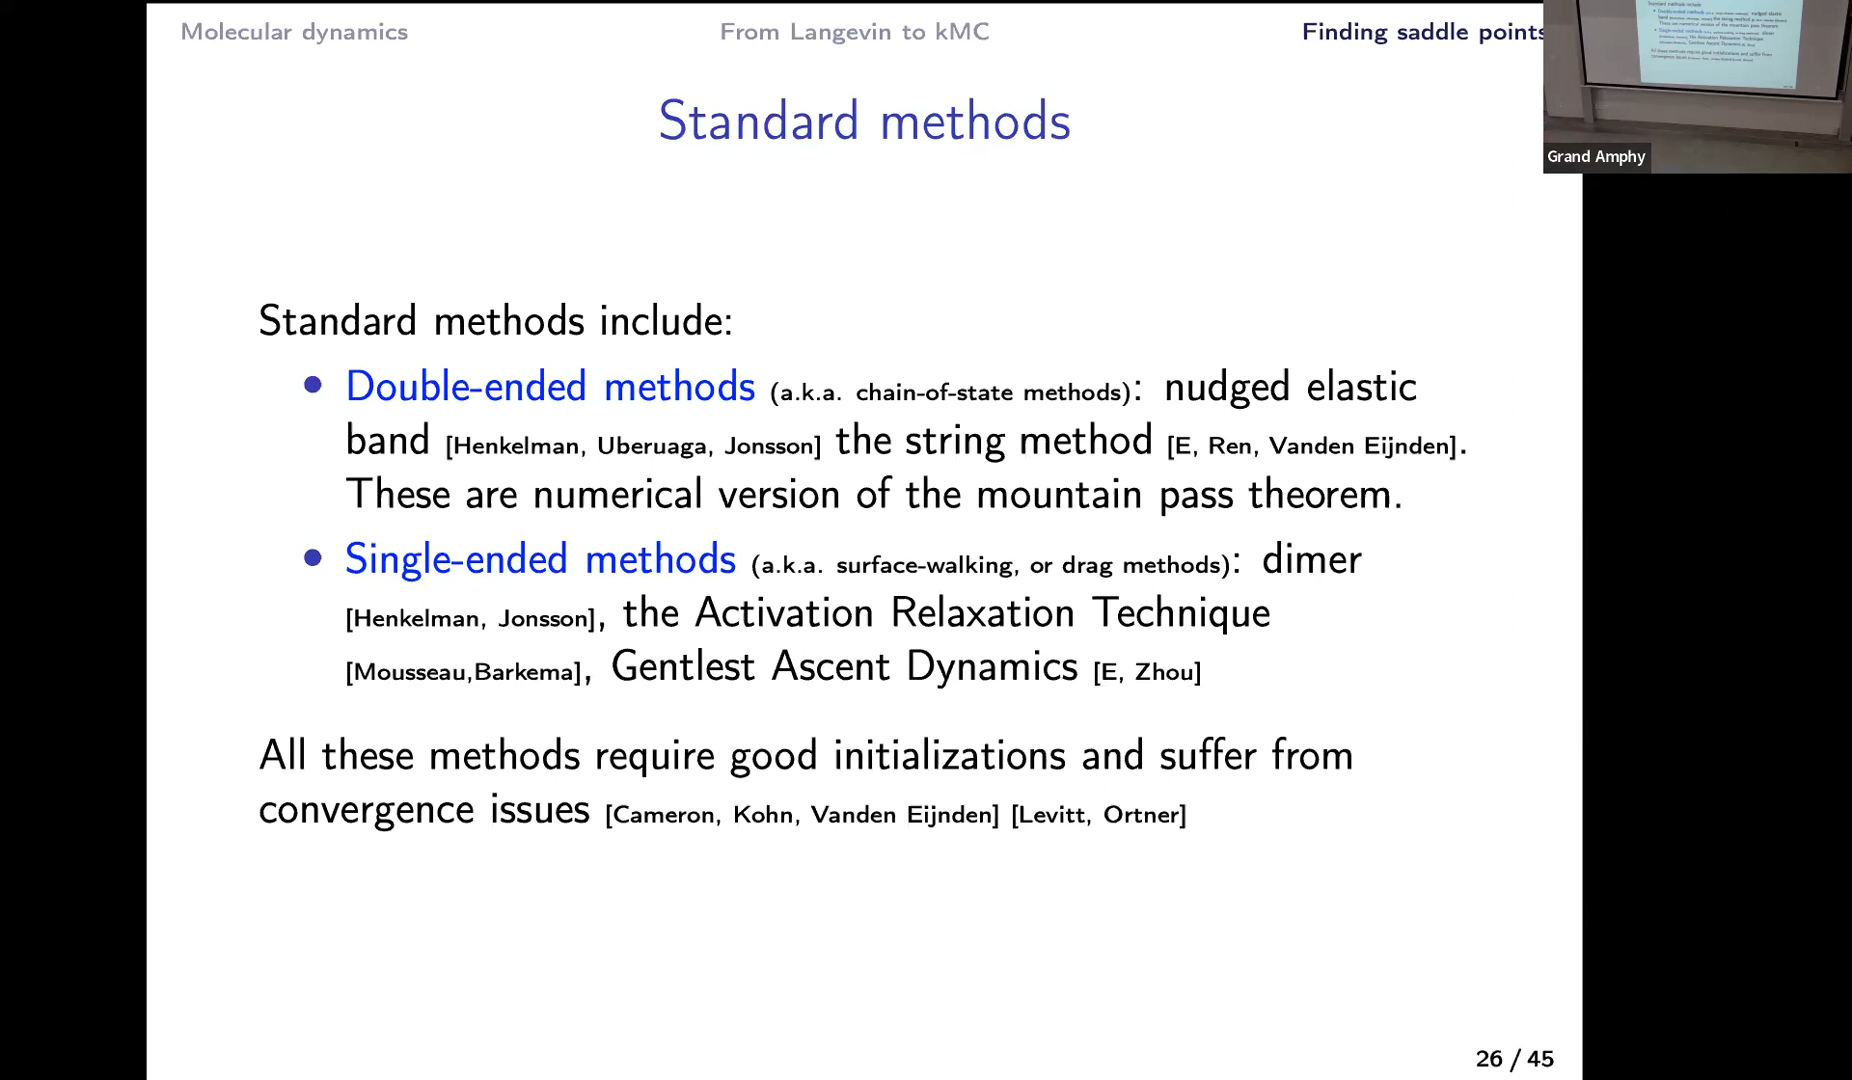 Molecular dynamics
From Langevin to kMC
Finding saddle points
Grand Amphy
Standard methods
Standard methods include:
• Double-ended methods (a.k.a. chain-of-state methods): nudged elastic
band [Henkelman, Uberuaga, Jonsson] the string method [E, Ren, Vanden Eijnden].
These are numerical version of the mountain pass theorem.
• Single-ended methods (a.k.a. surface-walking, or drag methods): dimer
[Henkelman, Jonsson], the Activation Relaxation Technique
[Mousseau,Barkema], Gentlest Ascent Dynamics [E, Zhou]
All these methods require good initializations and suffer from
convergence issues [Cameron, Kohn, Vanden Eijnden] [Levitt, Ortner]
26 / 45